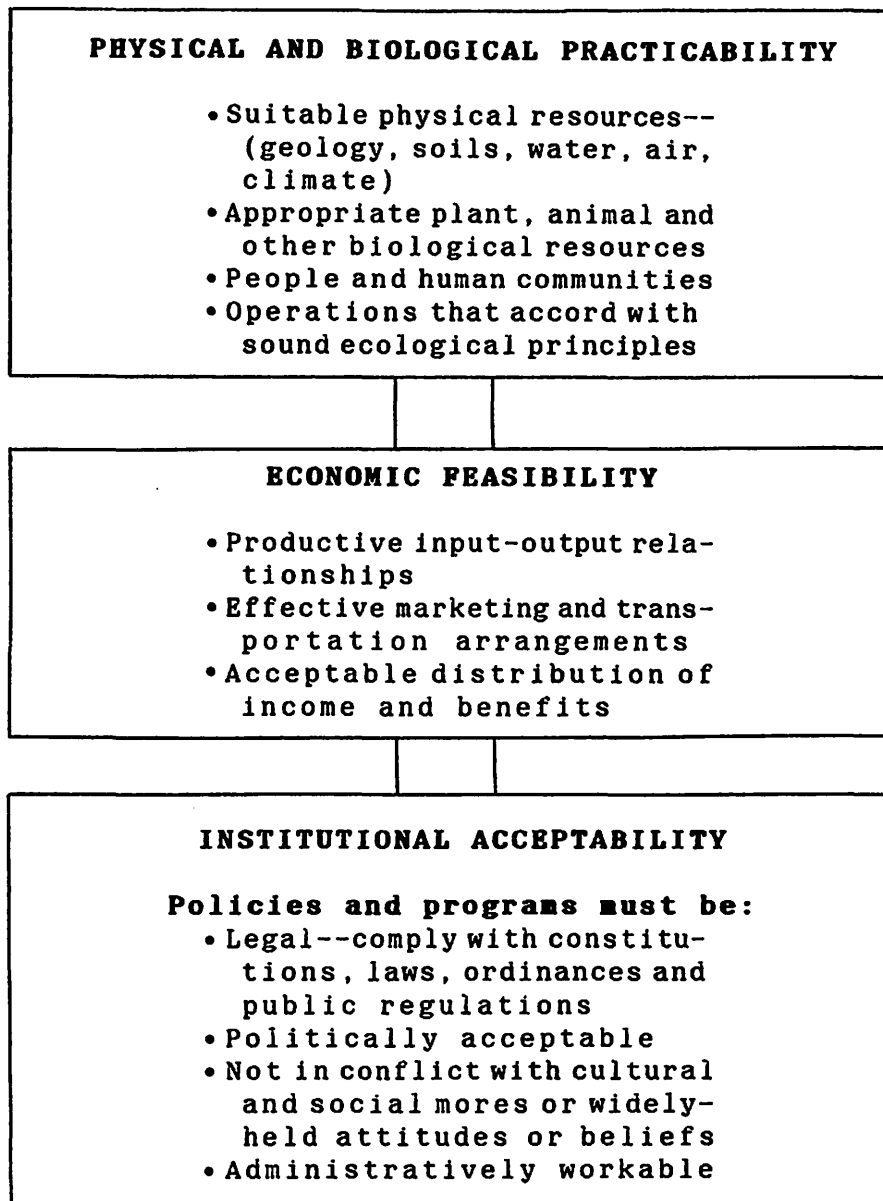 PHYSICAL AND BIOLOGICAL PRACTICABILITY
• Suitable physical resources--
(geology, soils, water, air,
climate)
• Appropriate plant, animal and
other biological resources
• People and human communities
• Operations that accord with
sound ecological principles
ECONOMIC FEASIBILITY
• Productive input-output rela-
tionships
• Effective marketing and trans-
portation arrangements
• Acceptable distribution of
income and benefits
INSTITUTIONAL ACCEPTABILITY
Policies and programs must be:
• Legal--comply with constitu-
tions, laws, ordinances and
public regulations
• Politically acceptable
• Not in conflict with cultural
and social mores or widely-
held attitudes or beliefs
• Administratively workable